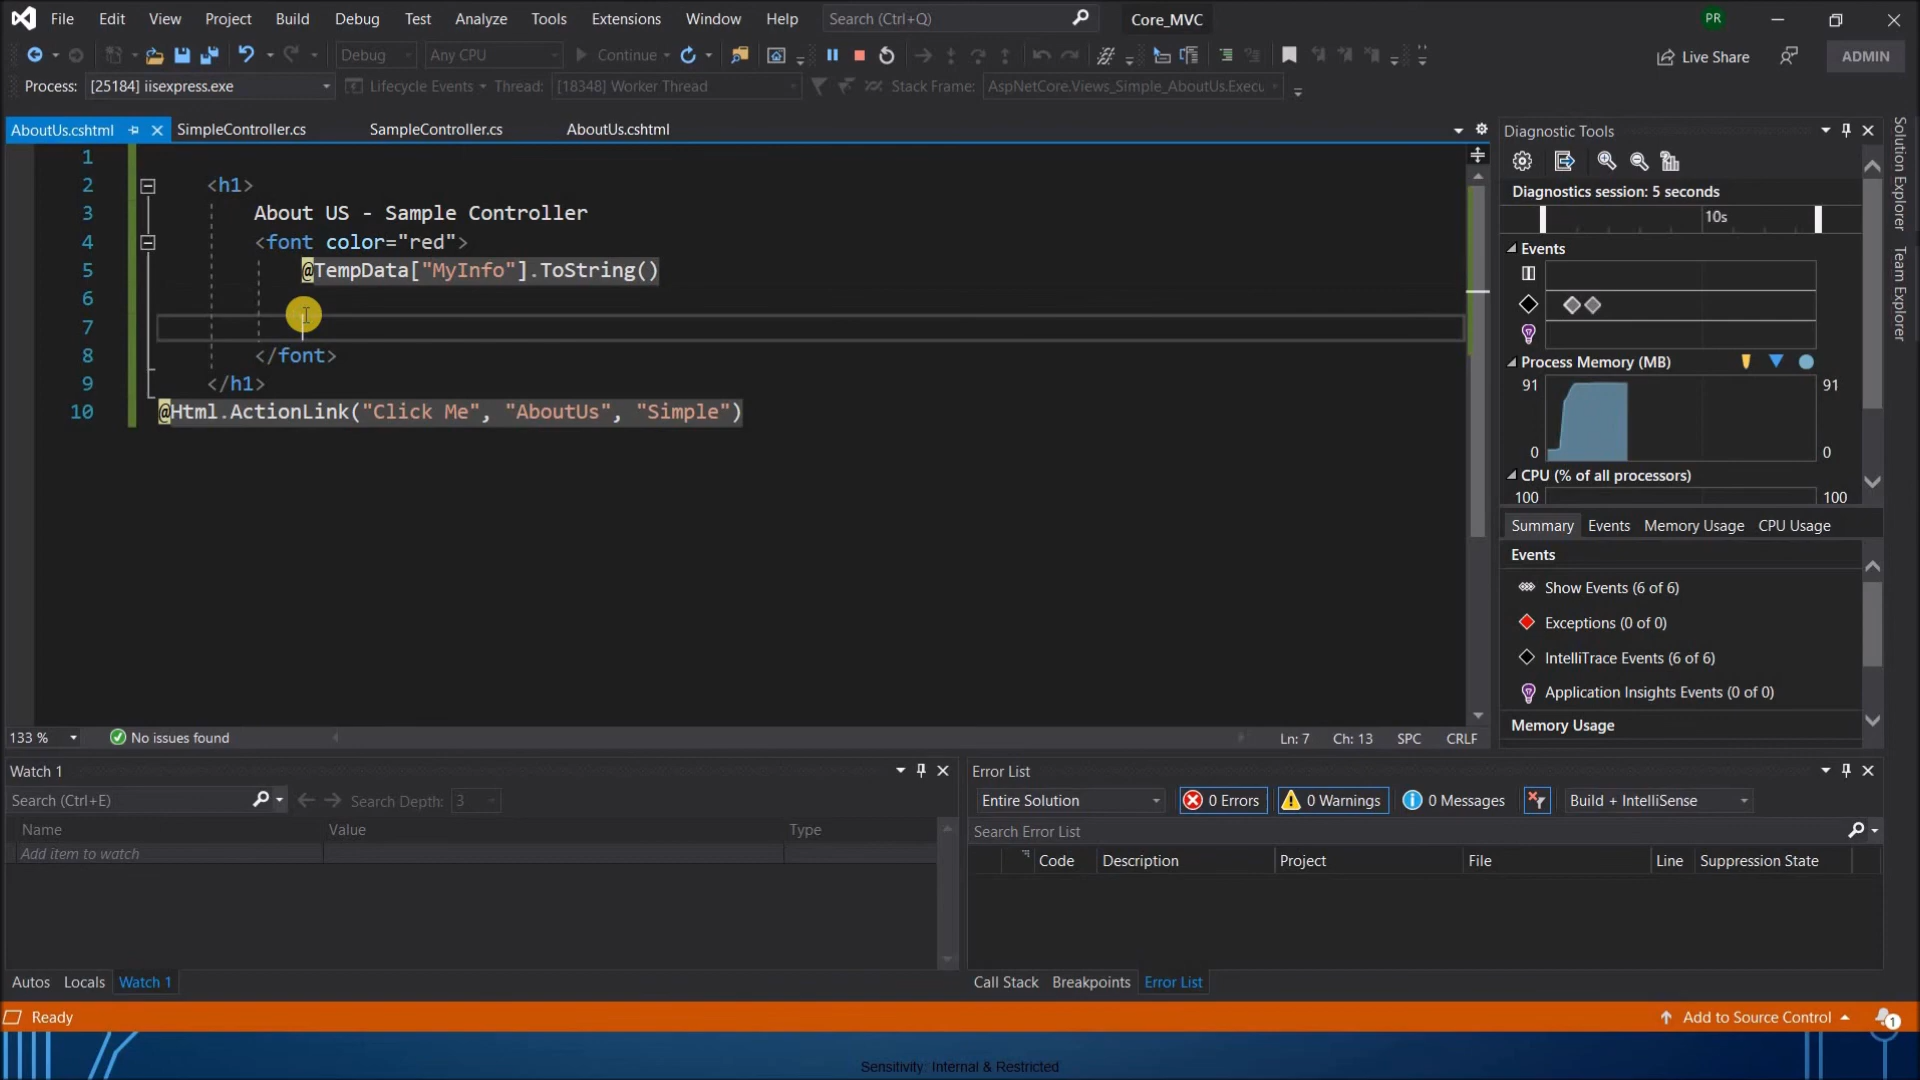 File Edit View Project Build Debug Test Analyze Tools Extensions Window Help Search (Ctrl+Q) Core_MVC PR
Debug Any CPU Continue Live Share ADMIN
Process: [25184] iisexpress.exe Lifecycle Events Thread: [18348] Worker Thread Stack Frame: AspNetCore.Views_Simple_AboutUs.Execu
AboutUs.cshtml SimpleController.cs SampleController.cs AboutUs.cshtml
1
2 <h1>
3 About US - Sample Controller
4 <font color="red">
5 @TempData["MyInfo"].ToString()
6
7
8 </font>
9 </h1>
10 @Html.ActionLink("Click Me", "AboutUs", "Simple")
133 % No issues found Ln: 7 Ch: 13 SPC CRLF
Diagnostic Tools
Diagnostics session: 5 seconds
10s
Events
Process Memory (MB)
91 91
0 0
CPU (% of all processors)
100 100
Summary Events Memory Usage CPU Usage
Events
Show Events (6 of 6)
Exceptions (0 of 0)
IntelliTrace Events (6 of 6)
Application Insights Events (0 of 0)
Memory Usage
Solution Explorer
Team Explorer
Watch 1
Search (Ctrl+E) Search Depth: 3
Name Value Type
Add item to watch
Autos Locals Watch 1
Error List
Entire Solution 0 Errors 0 Warnings 0 Messages Build + IntelliSense
Search Error List
Code Description Project File Line Suppression State
Call Stack Breakpoints Error List
Ready Add to Source Control 1
Sensitivity: Internal & Restricted